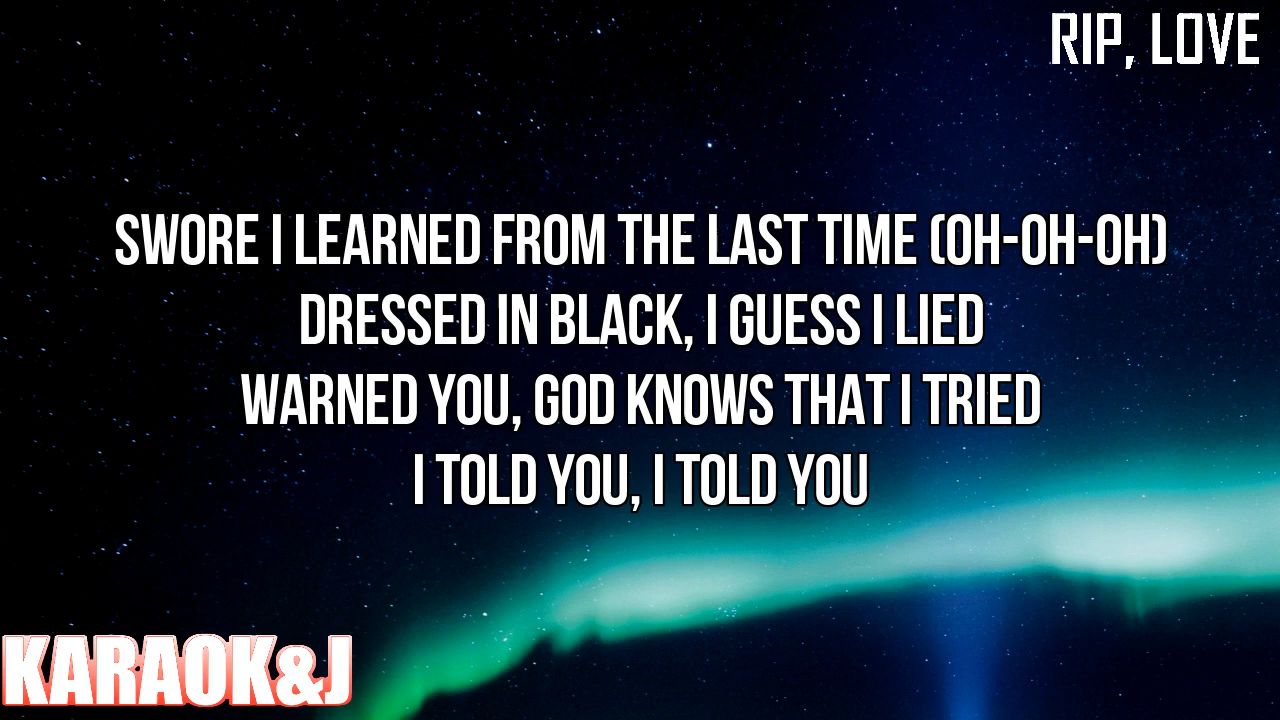 RIP, LOVE
SWORE I LEARNED FROM THE LAST TIME (OH-OH-OH)
DRESSED IN BLACK, I GUESS I LIED
WARNED YOU, GOD KNOWS THAT I TRIED
I TOLD YOU, I TOLD YOU
KARAOK&J